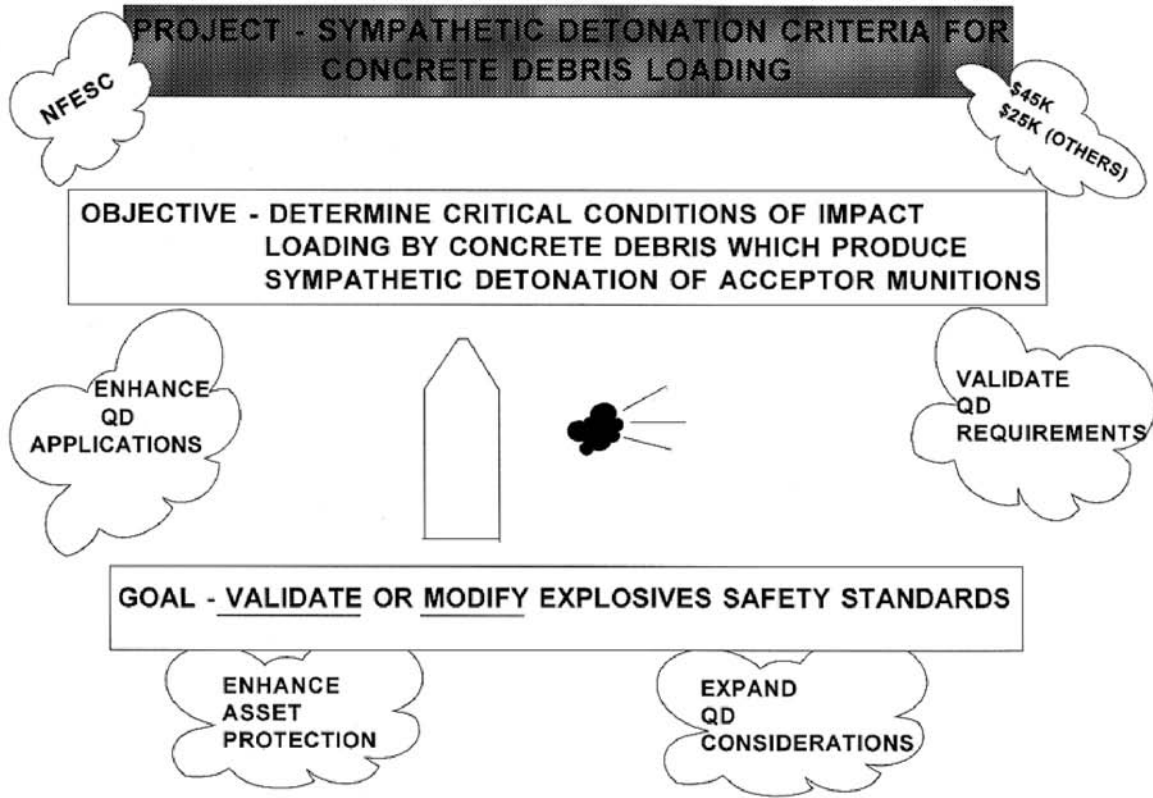 PROJECT - SYMPATHETIC DETONATION CRITERIA FOR
CONCRETE DEBRIS LOADING
NFESC
$45K
$25K (OTHERS)
OBJECTIVE - DETERMINE CRITICAL CONDITIONS OF IMPACT
LOADING BY CONCRETE DEBRIS WHICH PRODUCE
SYMPATHETIC DETONATION OF ACCEPTOR MUNITIONS
ENHANCE
QD
APPLICATIONS
VALIDATE
QD
REQUIREMENTS
GOAL - VALIDATE OR MODIFY EXPLOSIVES SAFETY STANDARDS
ENHANCE
ASSET
PROTECTION
EXPAND
QD
CONSIDERATIONS